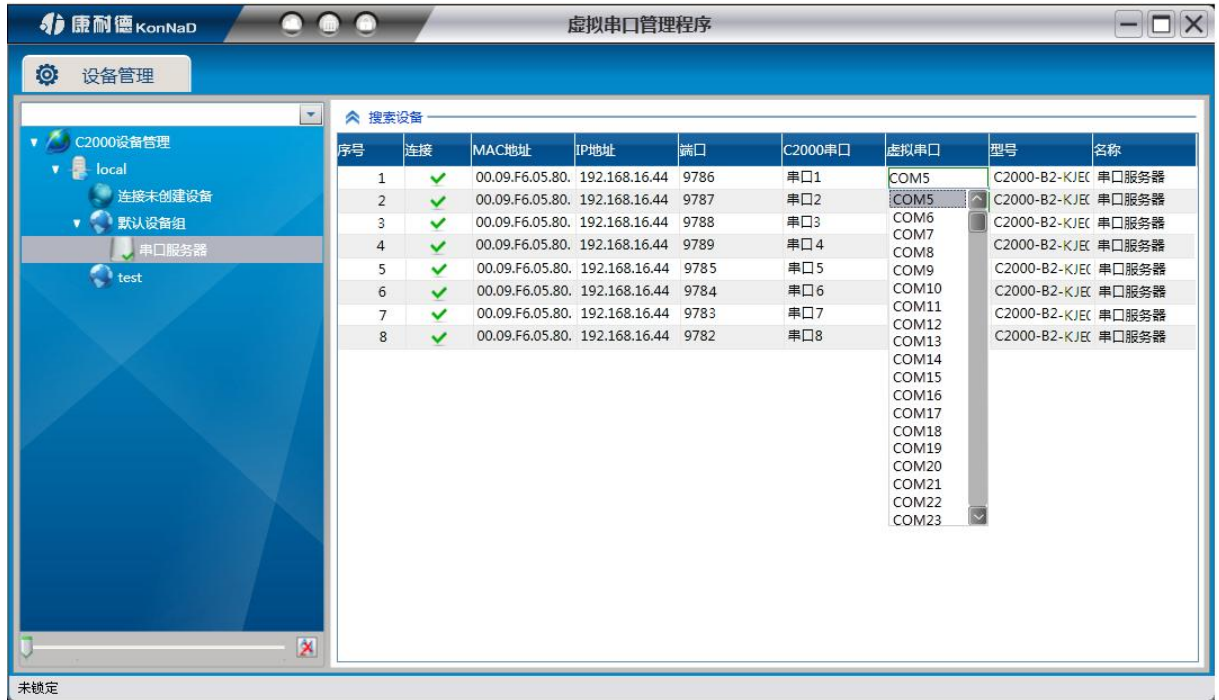 康耐德 KonNaD
虚拟串口管理程序
设备管理
C2000设备管理
local
连接未创建设备
默认设备组
串口服务器
test
搜索设备
序号 连接 MAC地址 IP地址 端口 C2000串口 虚拟串口 型号 名称
1 00.09.F6.05.80. 192.168.16.44 9786 串口1 COM5 C2000-B2-KJE 串口服务器
2 00.09.F6.05.80. 192.168.16.44 9787 串口2 C2000-B2-KJE 串口服务器
3 00.09.F6.05.80. 192.168.16.44 9788 串口3 C2000-B2-KJE 串口服务器
4 00.09.F6.05.80. 192.168.16.44 9789 串口4 C2000-B2-KJE 串口服务器
5 00.09.F6.05.80. 192.168.16.44 9785 串口5 C2000-B2-KJE 串口服务器
6 00.09.F6.05.80. 192.168.16.44 9784 串口6 C2000-B2-KJE 串口服务器
7 00.09.F6.05.80. 192.168.16.44 9783 串口7 C2000-B2-KJE 串口服务器
8 00.09.F6.05.80. 192.168.16.44 9782 串口8 C2000-B2-KJE 串口服务器
COM5
COM6
COM7
COM8
COM9
COM10
COM11
COM12
COM13
COM14
COM15
COM16
COM17
COM18
COM19
COM20
COM21
COM22
COM23
未锁定